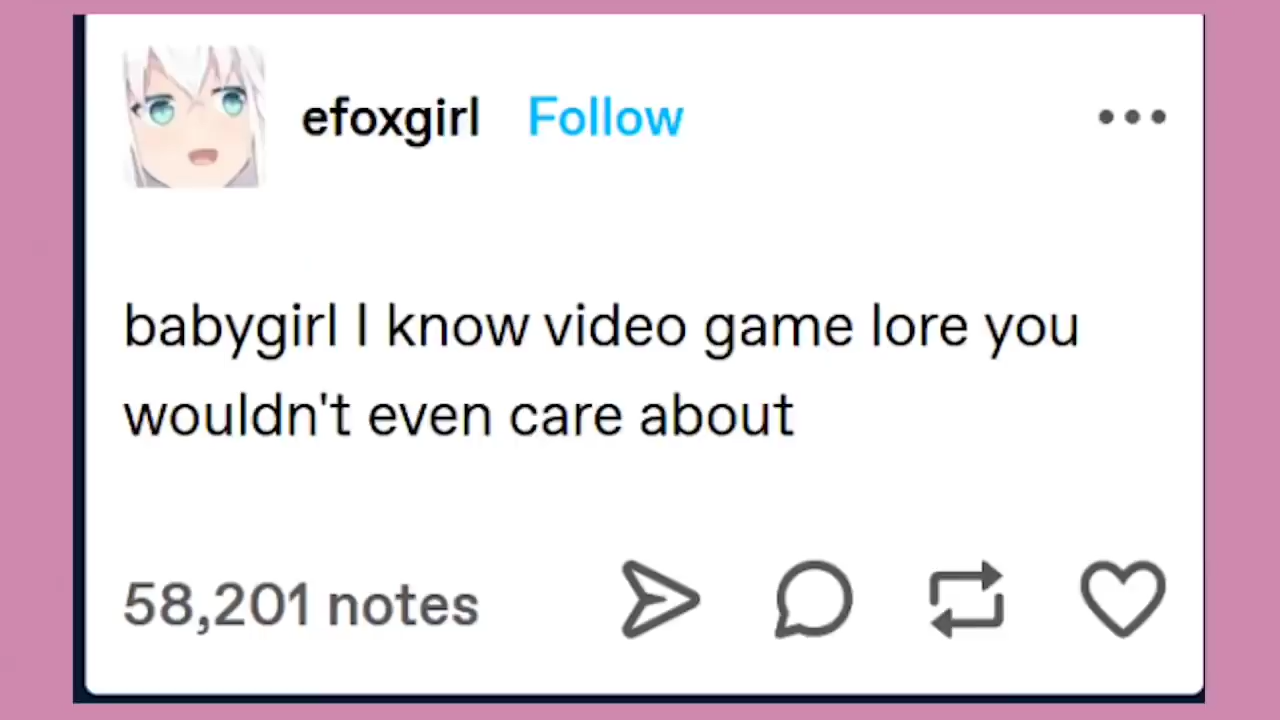 efoxgirl Follow
babygirl I know video game lore you
wouldn't even care about
58,201 notes